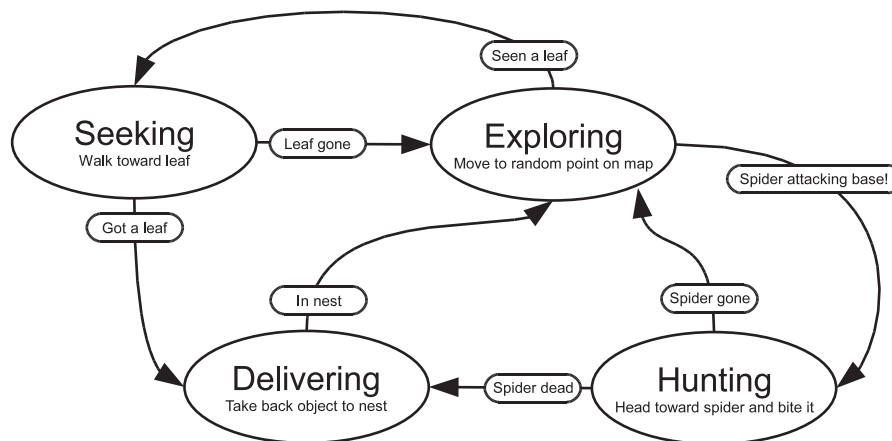 Seen a leaf
Seeking
Walk toward leaf
Leaf gone
Exploring
Move to random point on map
Spider attacking base!
Got a leaf
In nest
Spider gone
Delivering
Take back object to nest
Spider dead
Hunting
Head toward spider and bite it